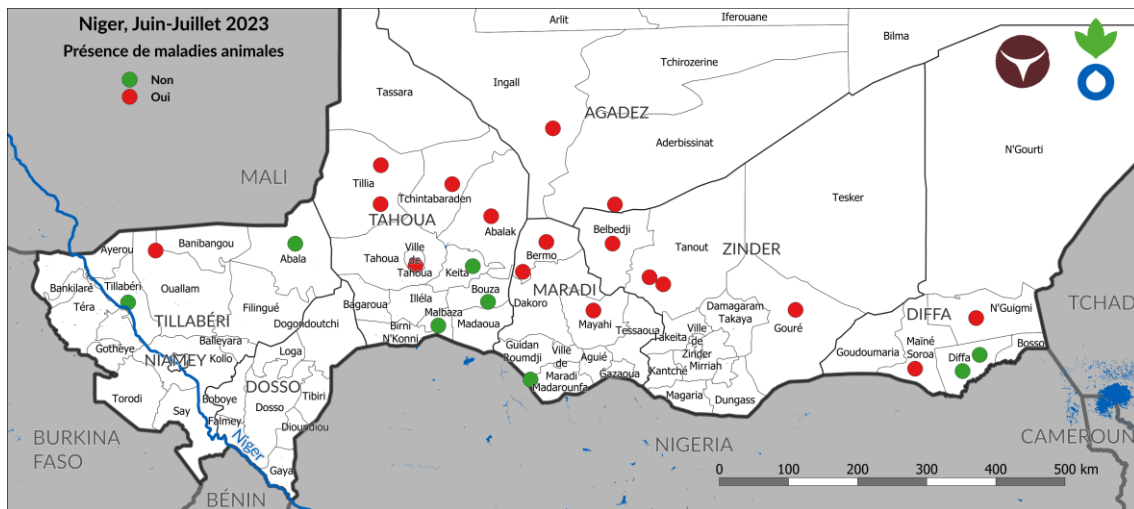 Niger, Juin-Juillet 2023
Présence de maladies animales
Non
Oui
Arlit
Iferouane
Bilma
Tchirozerine
Ingall
Tassara
AGADEZ
Aderbissinat
N'Gourti
MALI
Tillia
Tchintabaraden
Tesker
TAHOUA
Abalak
Belbedji
Tanout
ZINDER
Ayerou
Banibangou
Abala
Tahoua
Ville
de
Tahoua
Keita
Bermo
Bankilaré
Tillabéri
Ouallam
Téra
Filingué
Bagaroua
Illéla
Bouza
Dakoro
MARADI
Damagaram
Takaya
Gouré
N'Guigmi
TCHAD
DIFFA
TILLABÉRI
Dogondoutchi
Birni
N'Konni
Malbaza
Madaoua
Mayahi
Tessaoua
Takeita
Ville
de
Zinder
Mirriah
Goudoumaria
Maïné
Soroa
Diffa
Bosso
Gotheye
NIAMEY
Balleyara
Kollo
Loga
Guidan
Roumdji
Ville
de
Maradi
Madarounfa
Aguié
Gazaoua
Kantché
Magaria
Dungass
Torodi
Say
Boboye
DOSSO
Dosso
Tibiri
Falmey
Dioundiou
Gaya
Niger
BURKINA
FASO
BÉNIN
NIGERIA
CAMEROUN
0 100 200 300 400 500 km